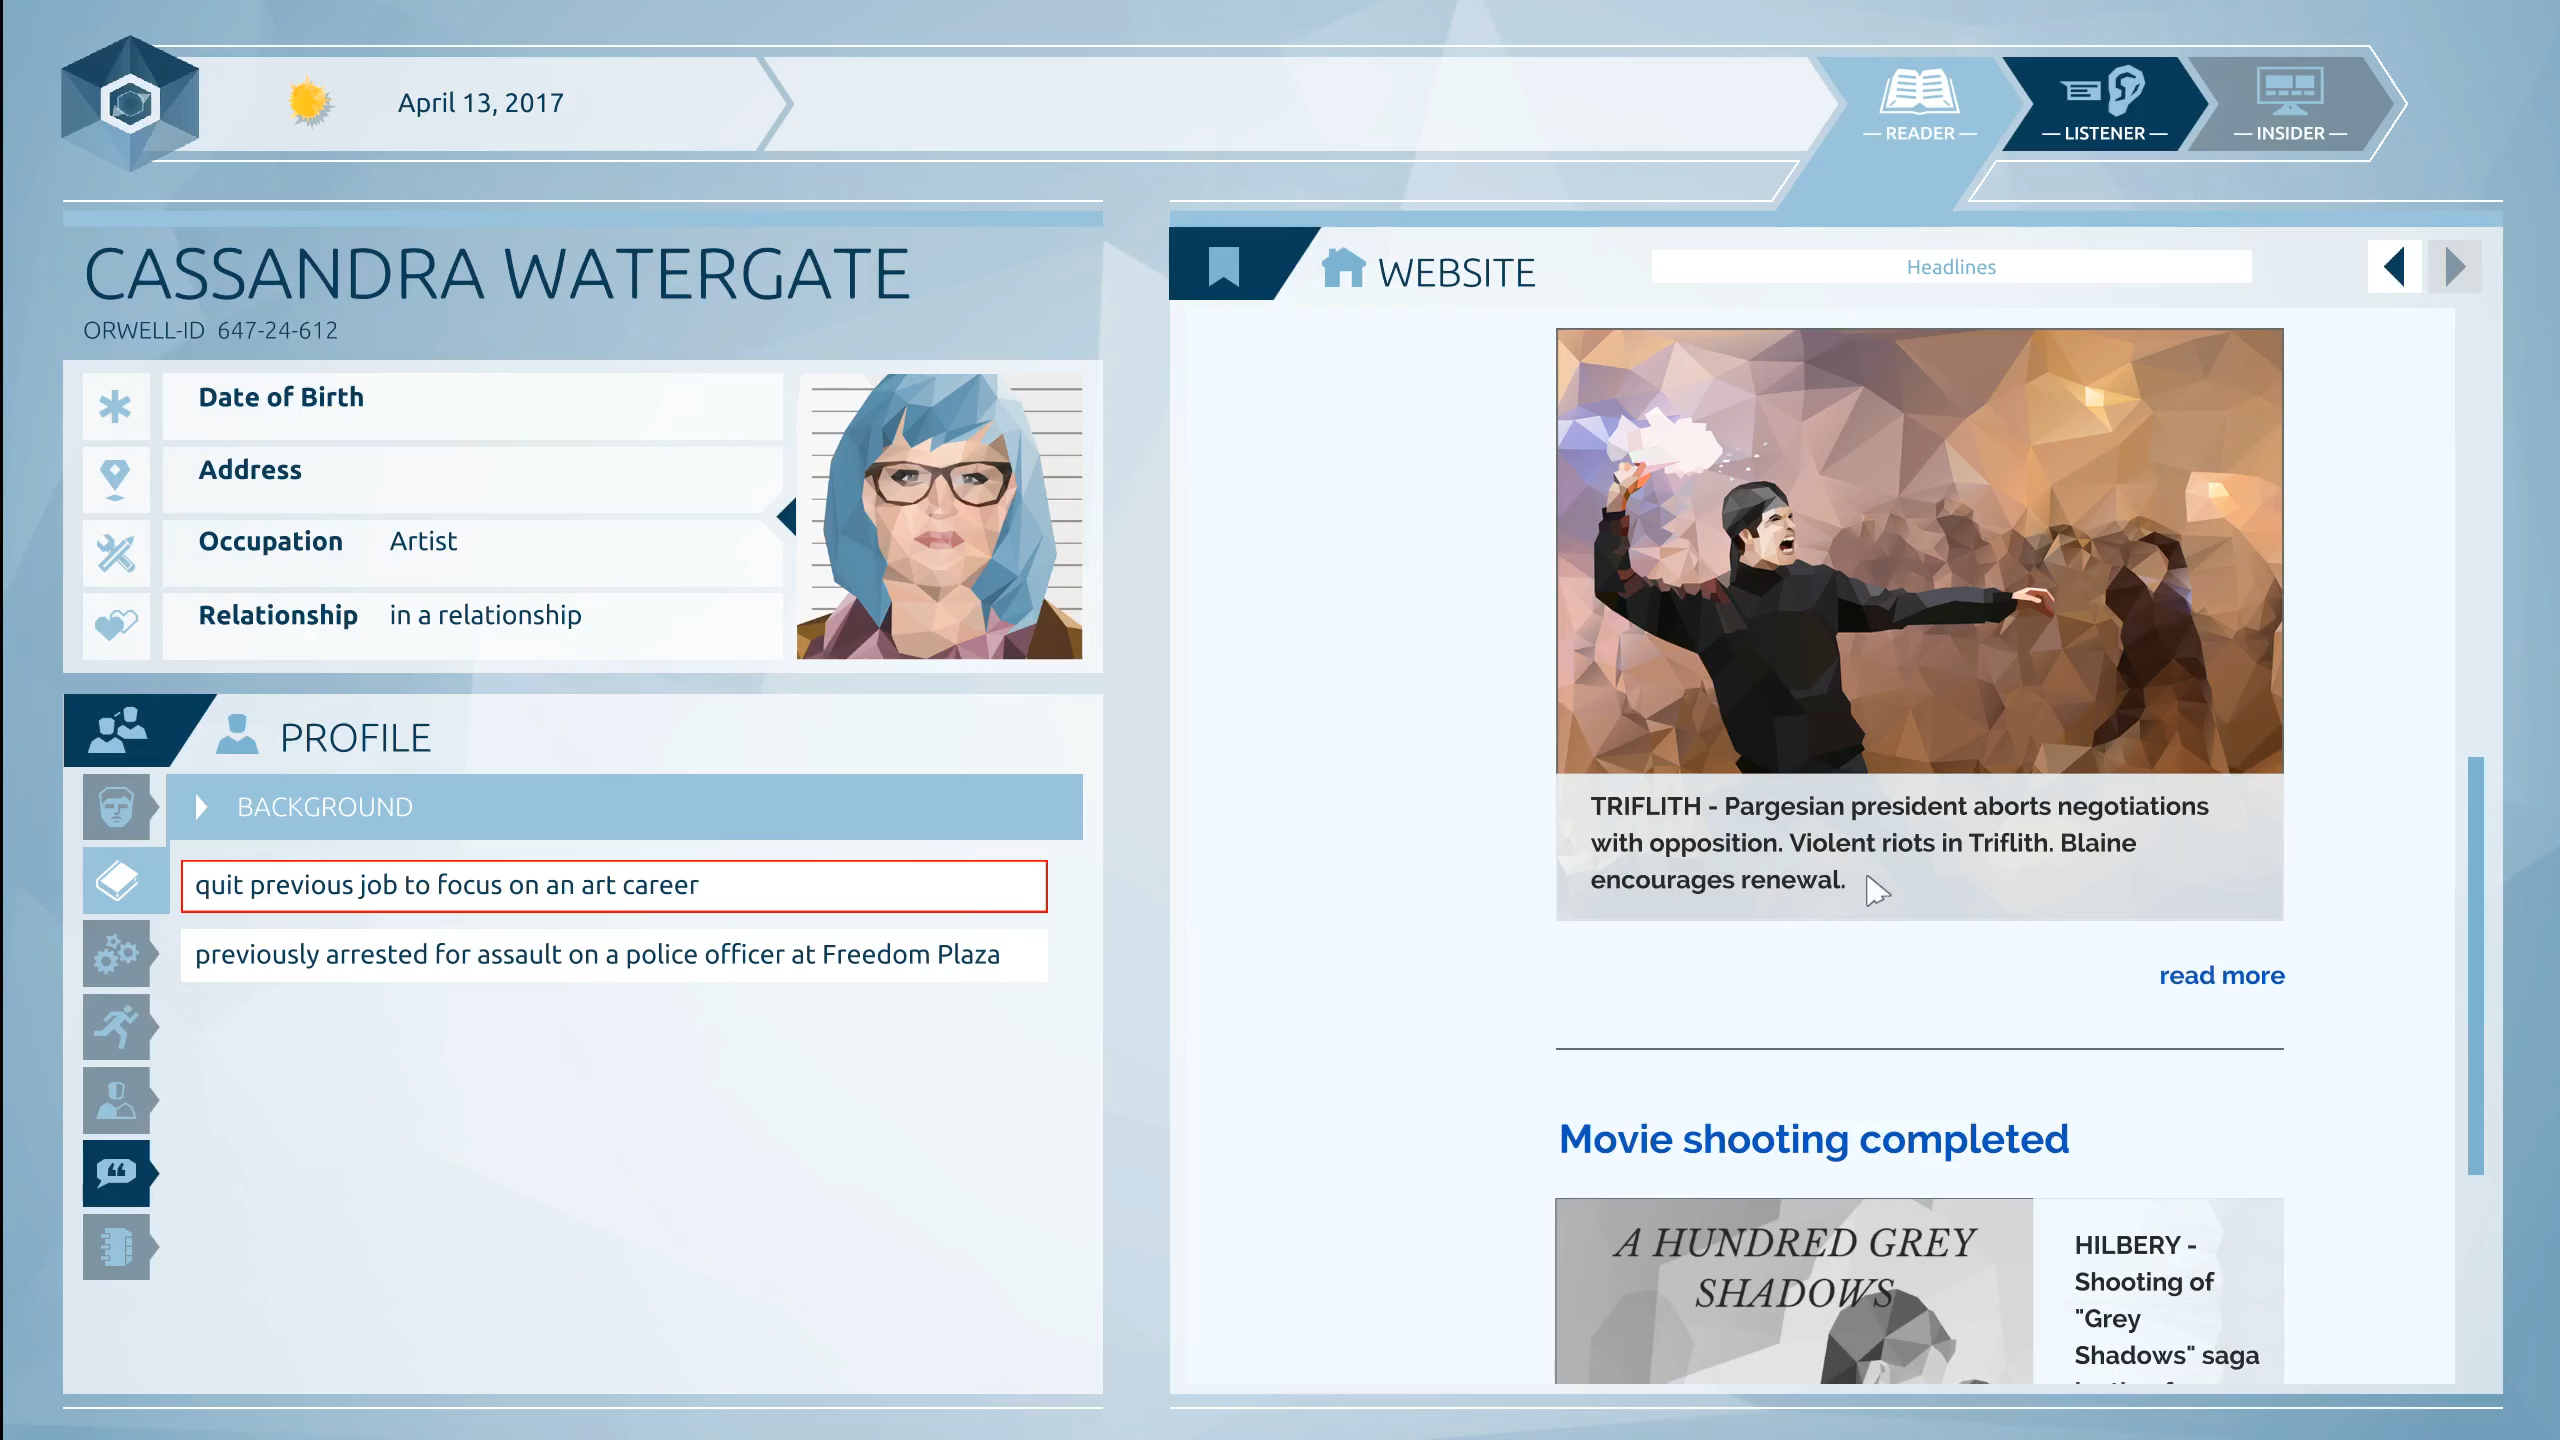 April 13, 2017
— READER —
— LISTENER —
— INSIDER —
CASSANDRA WATERGATE
ORWELL-ID 647-24-612
Date of Birth
Address
Occupation Artist
Relationship in a relationship
PROFILE
BACKGROUND
quit previous job to focus on an art career
previously arrested for assault on a police officer at Freedom Plaza
WEBSITE
Headlines
TRIFLITH - Pargesian president aborts negotiations
with opposition. Violent riots in Triflith. Blaine
encourages renewal.
read more
Movie shooting completed
A HUNDRED GREY
SHADOWS
HILBERY -
Shooting of
"Grey
Shadows" saga